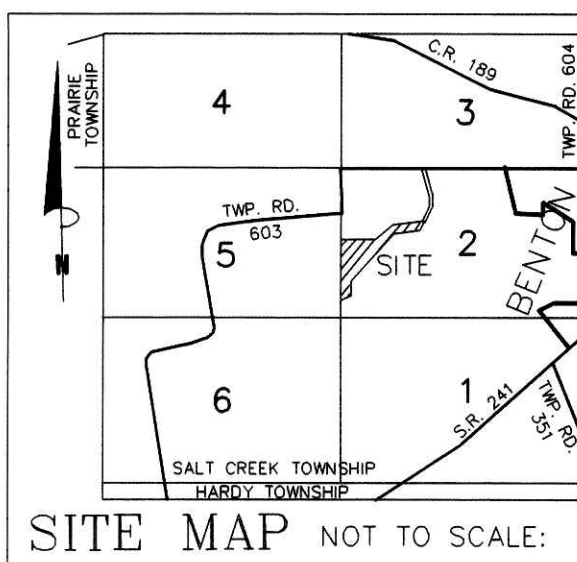 PRAIRIE
TOWNSHIP
4
C.R. 189
3
TWP. RD. 604
TWP. RD.
603
5
2
SITE
BENTON
N
6
1
S.R. 241
TWP. RD.
351
SALT CREEK TOWNSHIP
HARDY TOWNSHIP
SITE MAP NOT TO SCALE: